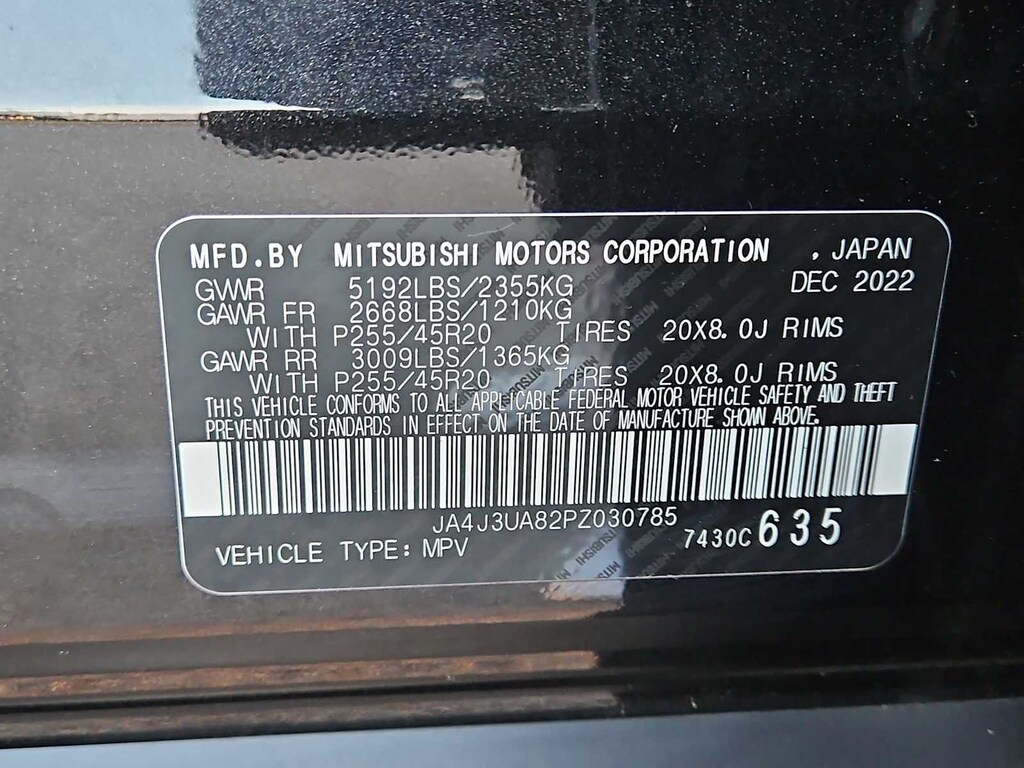 MFD.BY MITSUBISHI MOTORS CORPORATION , JAPAN
GVWR 5192LBS/2355KG DEC 2022
GAWR FR 2668LBS/1210KG
WITH P255/45R20 TIRES 20X8.0J RIMS
GAWR RR 3009LBS/1365KG
WITH P255/45R20 TIRES 20X8.0J RIMS
THIS VEHICLE CONFORMS TO ALL APPLICABLE FEDERAL MOTOR VEHICLE SAFETY AND THEFT
PREVENTION STANDARDS IN EFFECT ON THE DATE OF MANUFACTURE SHOWN ABOVE.
JA4J3UA82PZ030785
VEHICLE TYPE: MPV 7430C 635